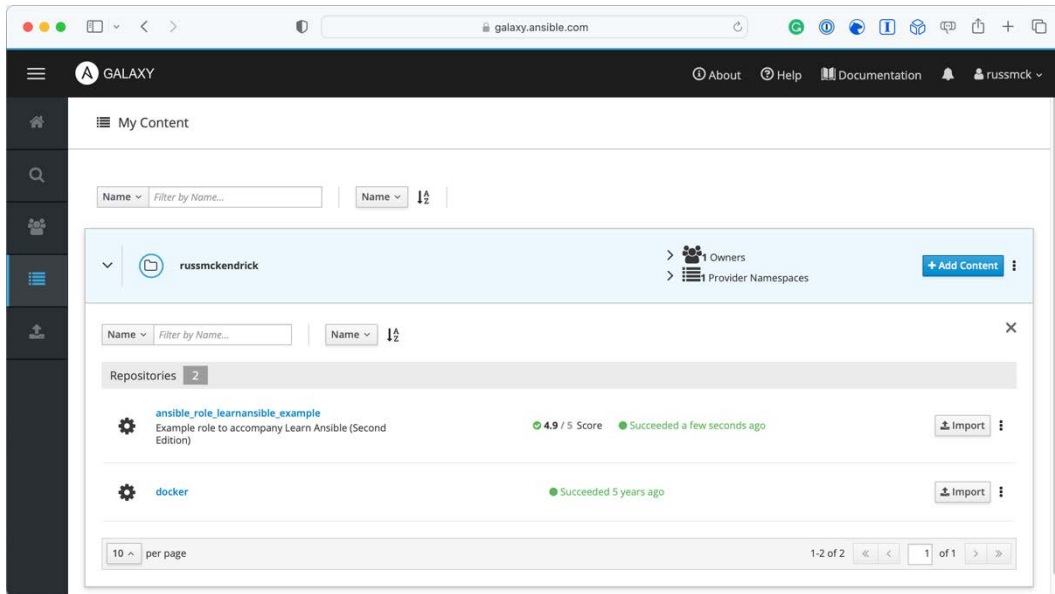 galaxy.ansible.com
A GALAXY
About Help Documentation russmck
My Content
Name Filter by Name... Name
russmckendrick
1 Owners
1 Provider Namespaces
+ Add Content
Name Filter by Name... Name
Repositories 2
ansible_role_learnansible_example
Example role to accompany Learn Ansible (Second
Edition)
4.9 / 5 Score Succeeded a few seconds ago
Import
docker
Succeeded 5 years ago
Import
10 per page
1-2 of 2 « < 1 of 1 > »